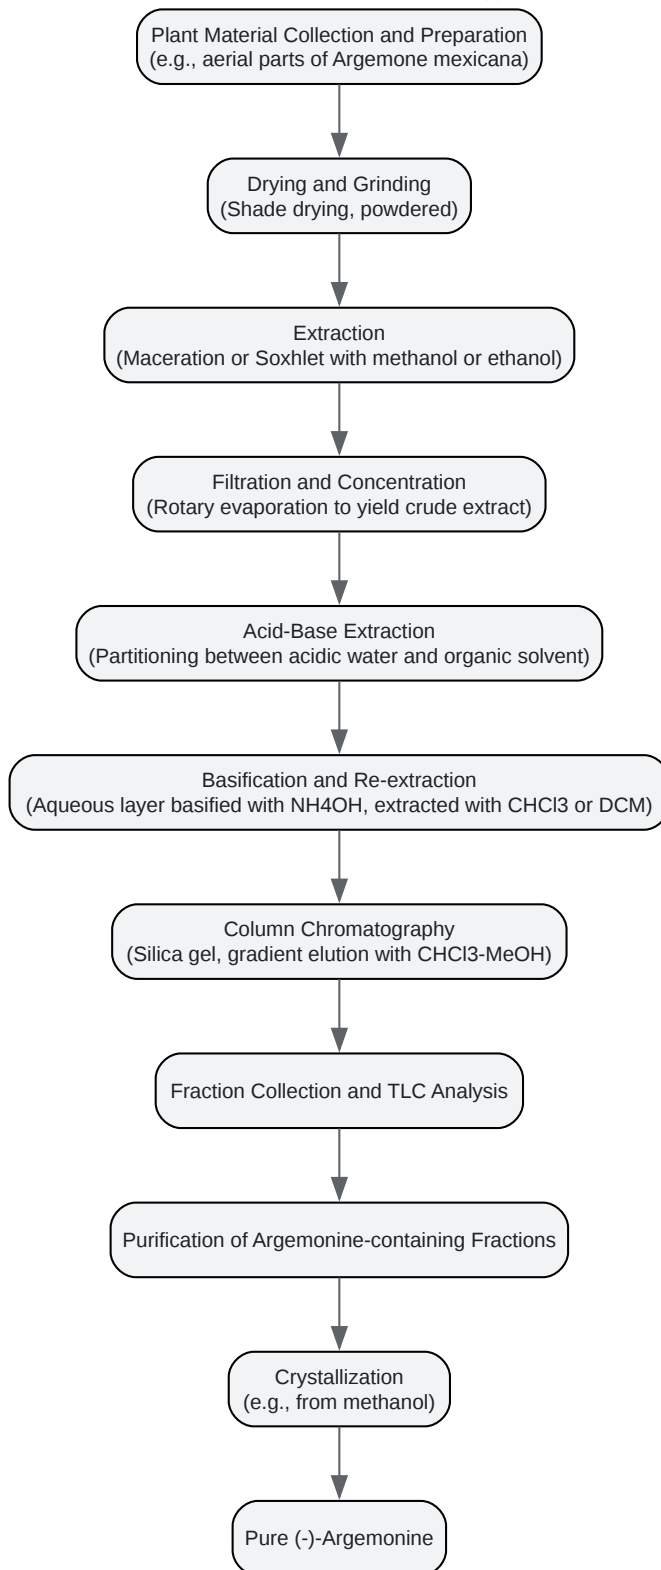 Plant Material Collection and Preparation
(e.g., aerial parts of Argemone mexicana)
Drying and Grinding
(Shade drying, powdered)
Extraction
(Maceration or Soxhlet with methanol or ethanol)
Filtration and Concentration
(Rotary evaporation to yield crude extract)
Acid-Base Extraction
(Partitioning between acidic water and organic solvent)
Basification and Re-extraction
(Aqueous layer basified with NH4OH, extracted with CHCl3 or DCM)
Column Chromatography
(Silica gel, gradient elution with CHCl3-MeOH)
Fraction Collection and TLC Analysis
Purification of Argemonine-containing Fractions
Crystallization
(e.g., from methanol)
Pure (-)-Argemonine